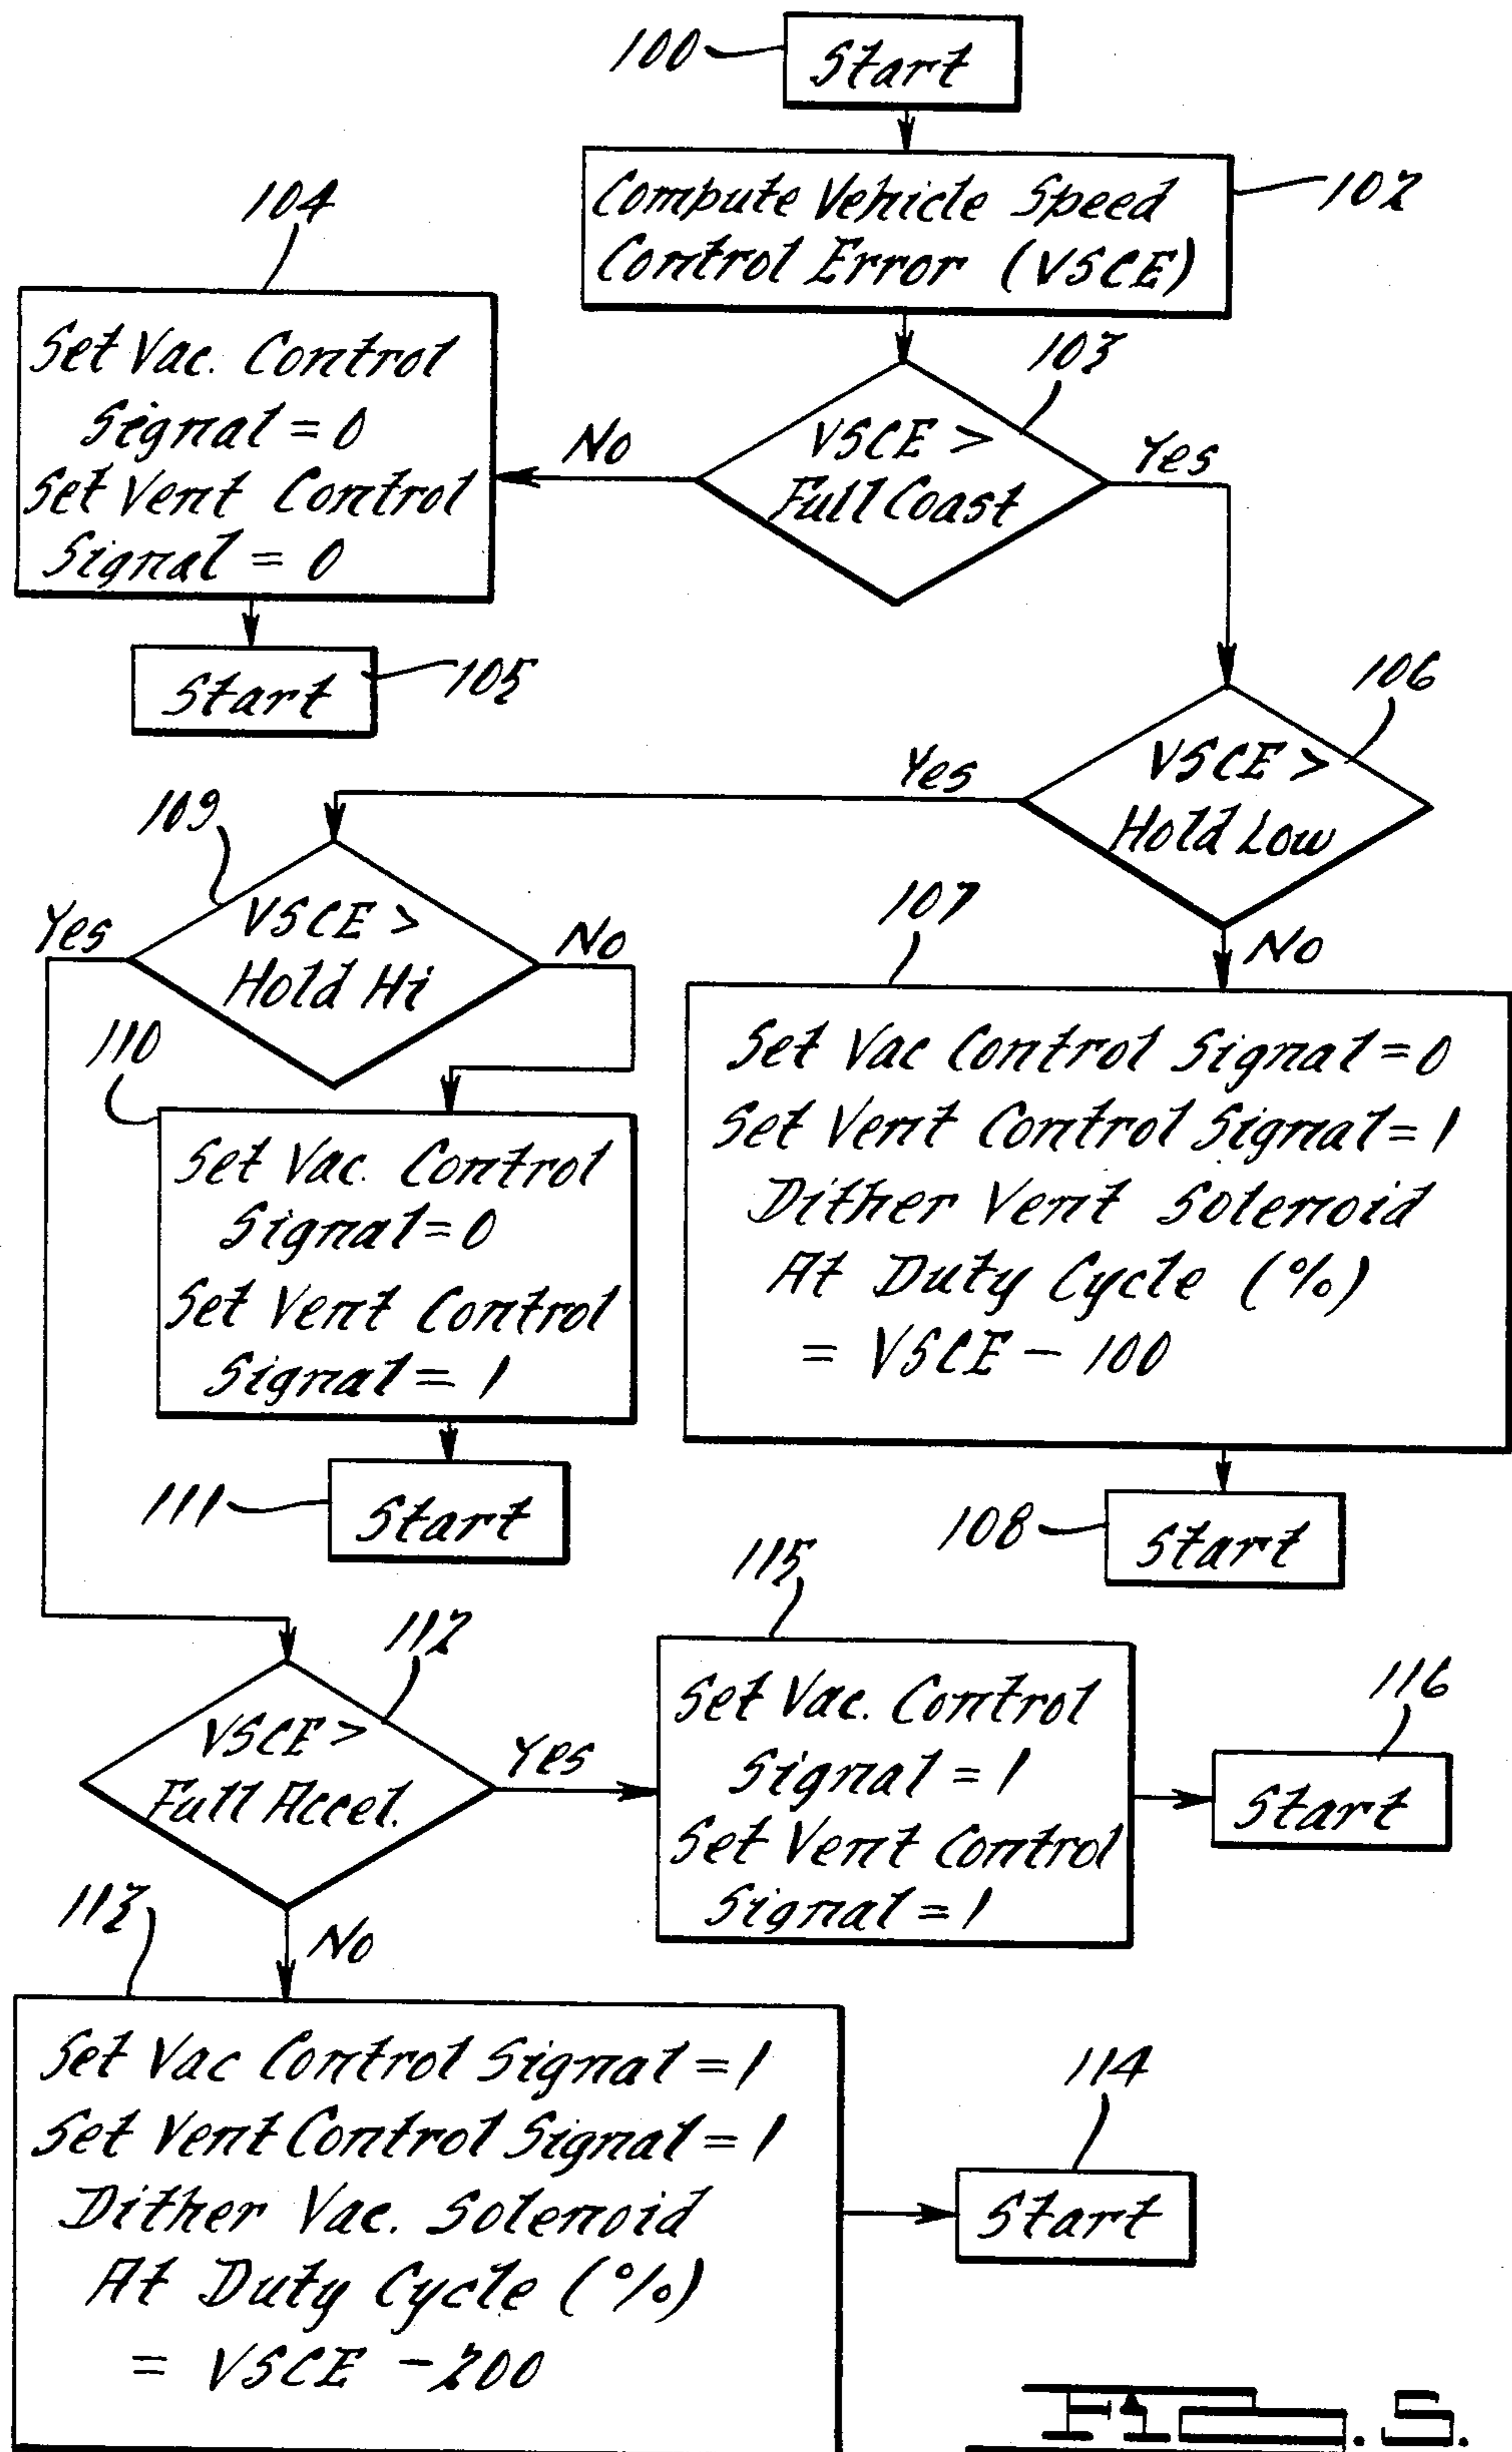 100
Start
Compute Vehicle Speed
Control Error (VSCE)
102
104
Set Vac. Control
Signal = 0
Set Vent Control
Signal = 0
103
VSCE >
Full Coast
No
Yes
Start
105
106
VSCE >
Hold Low
Yes
No
109
VSCE >
Hold Hi
Yes
No
107
Set Vac Control Signal = 0
Set Vent Control Signal = 1
Dither Vent Solenoid
At Duty Cycle (%)
= VSCE - 100
110
Set Vac. Control
Signal = 0
Set Vent Control
Signal = 1
111
Start
108
Start
112
VSCE >
Full Accel.
Yes
No
115
Set Vac. Control
Signal = 1
Set Vent Control
Signal = 1
116
Start
113
Set Vac Control Signal = 1
Set Vent Control Signal = 1
Dither Vac. Solenoid
At Duty Cycle (%)
= VSCE - 200
114
Start
FIG. 5.